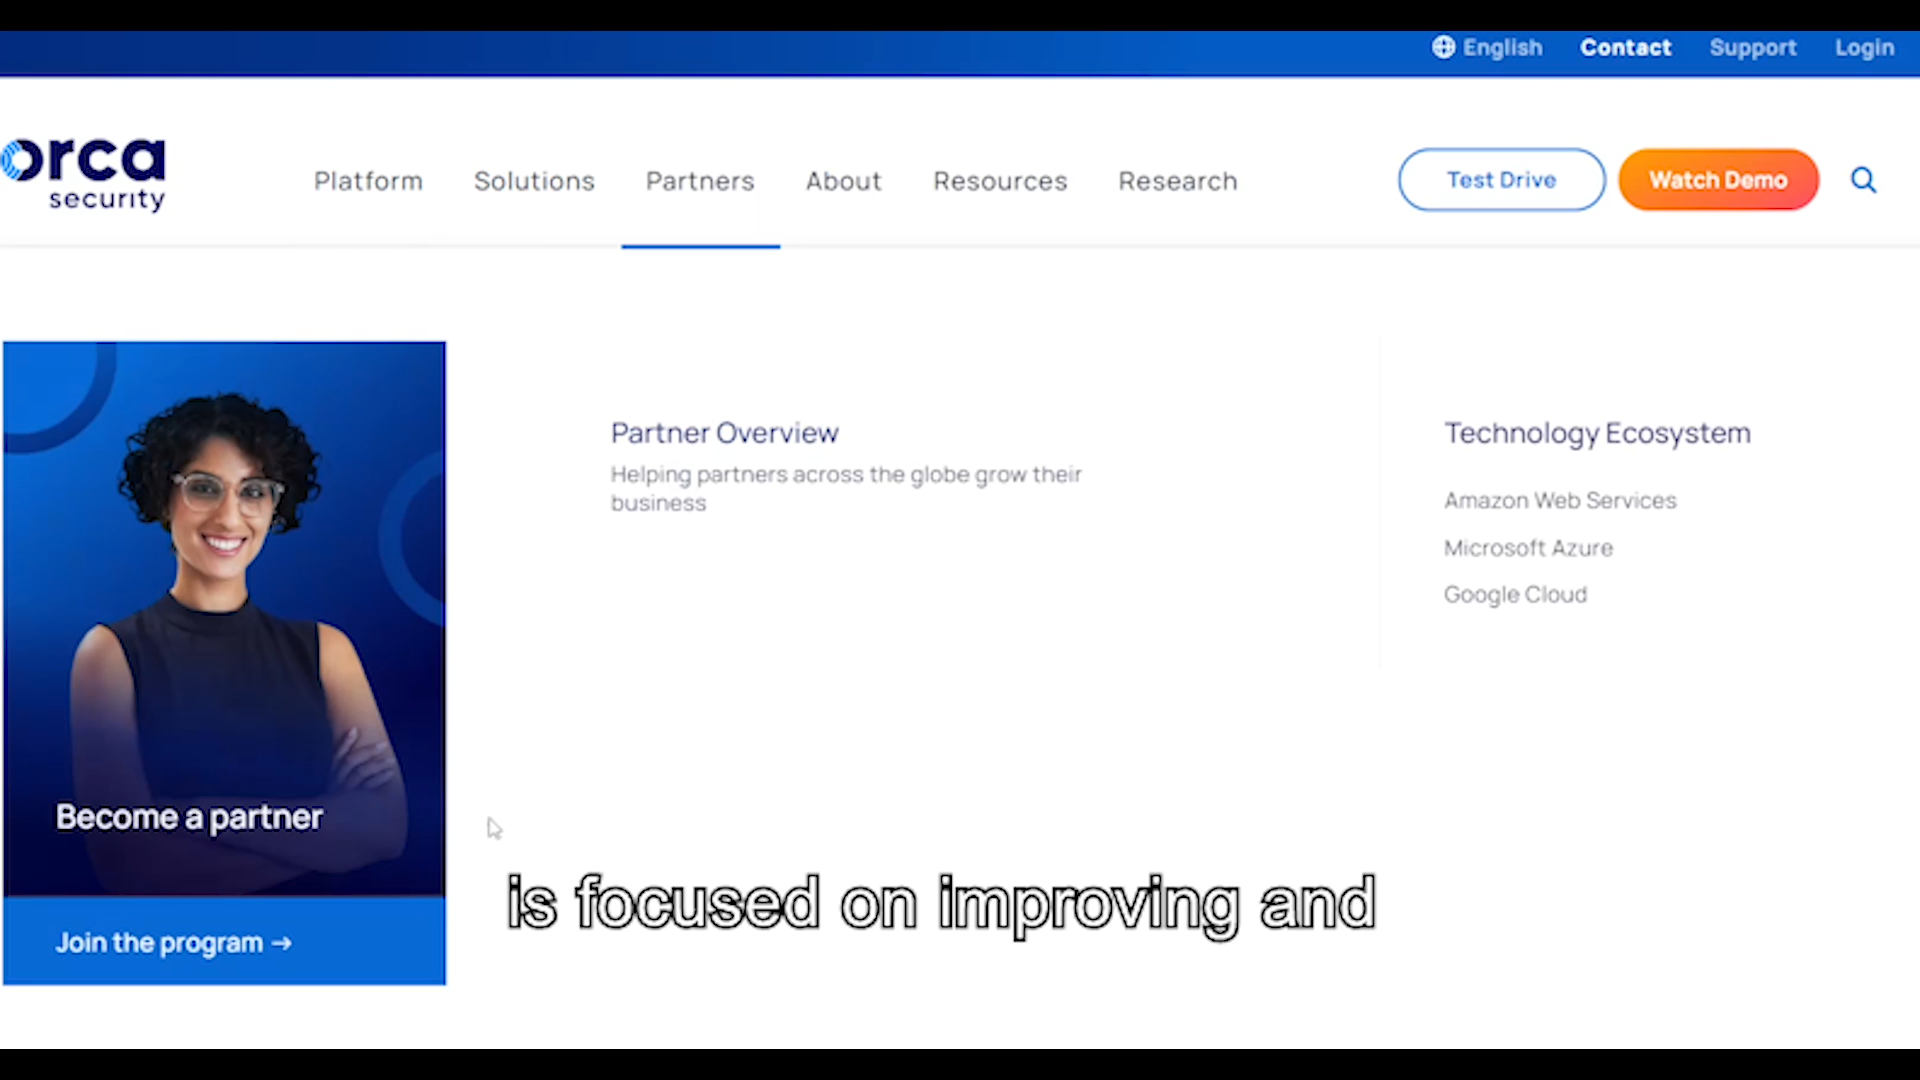 English Contact Support Login
orca
security
Platform Solutions Partners About Resources Research Test Drive Watch Demo
Partner Overview
Helping partners across the globe grow their
business
Technology Ecosystem
Amazon Web Services
Microsoft Azure
Google Cloud
Become a partner
Join the program →
is focused on improving and